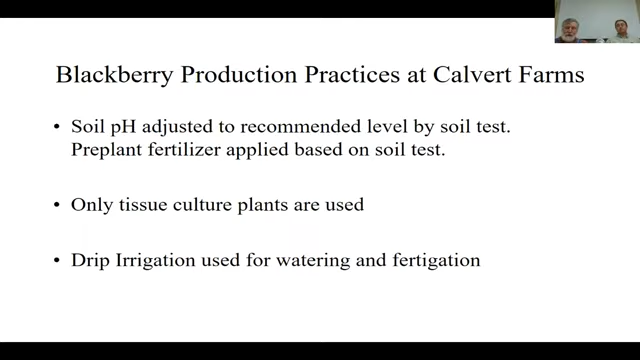 Blackberry Production Practices at Calvert Farms
• Soil pH adjusted to recommended level by soil test.
Preplant fertilizer applied based on soil test.
• Only tissue culture plants are used
• Drip Irrigation used for watering and fertigation